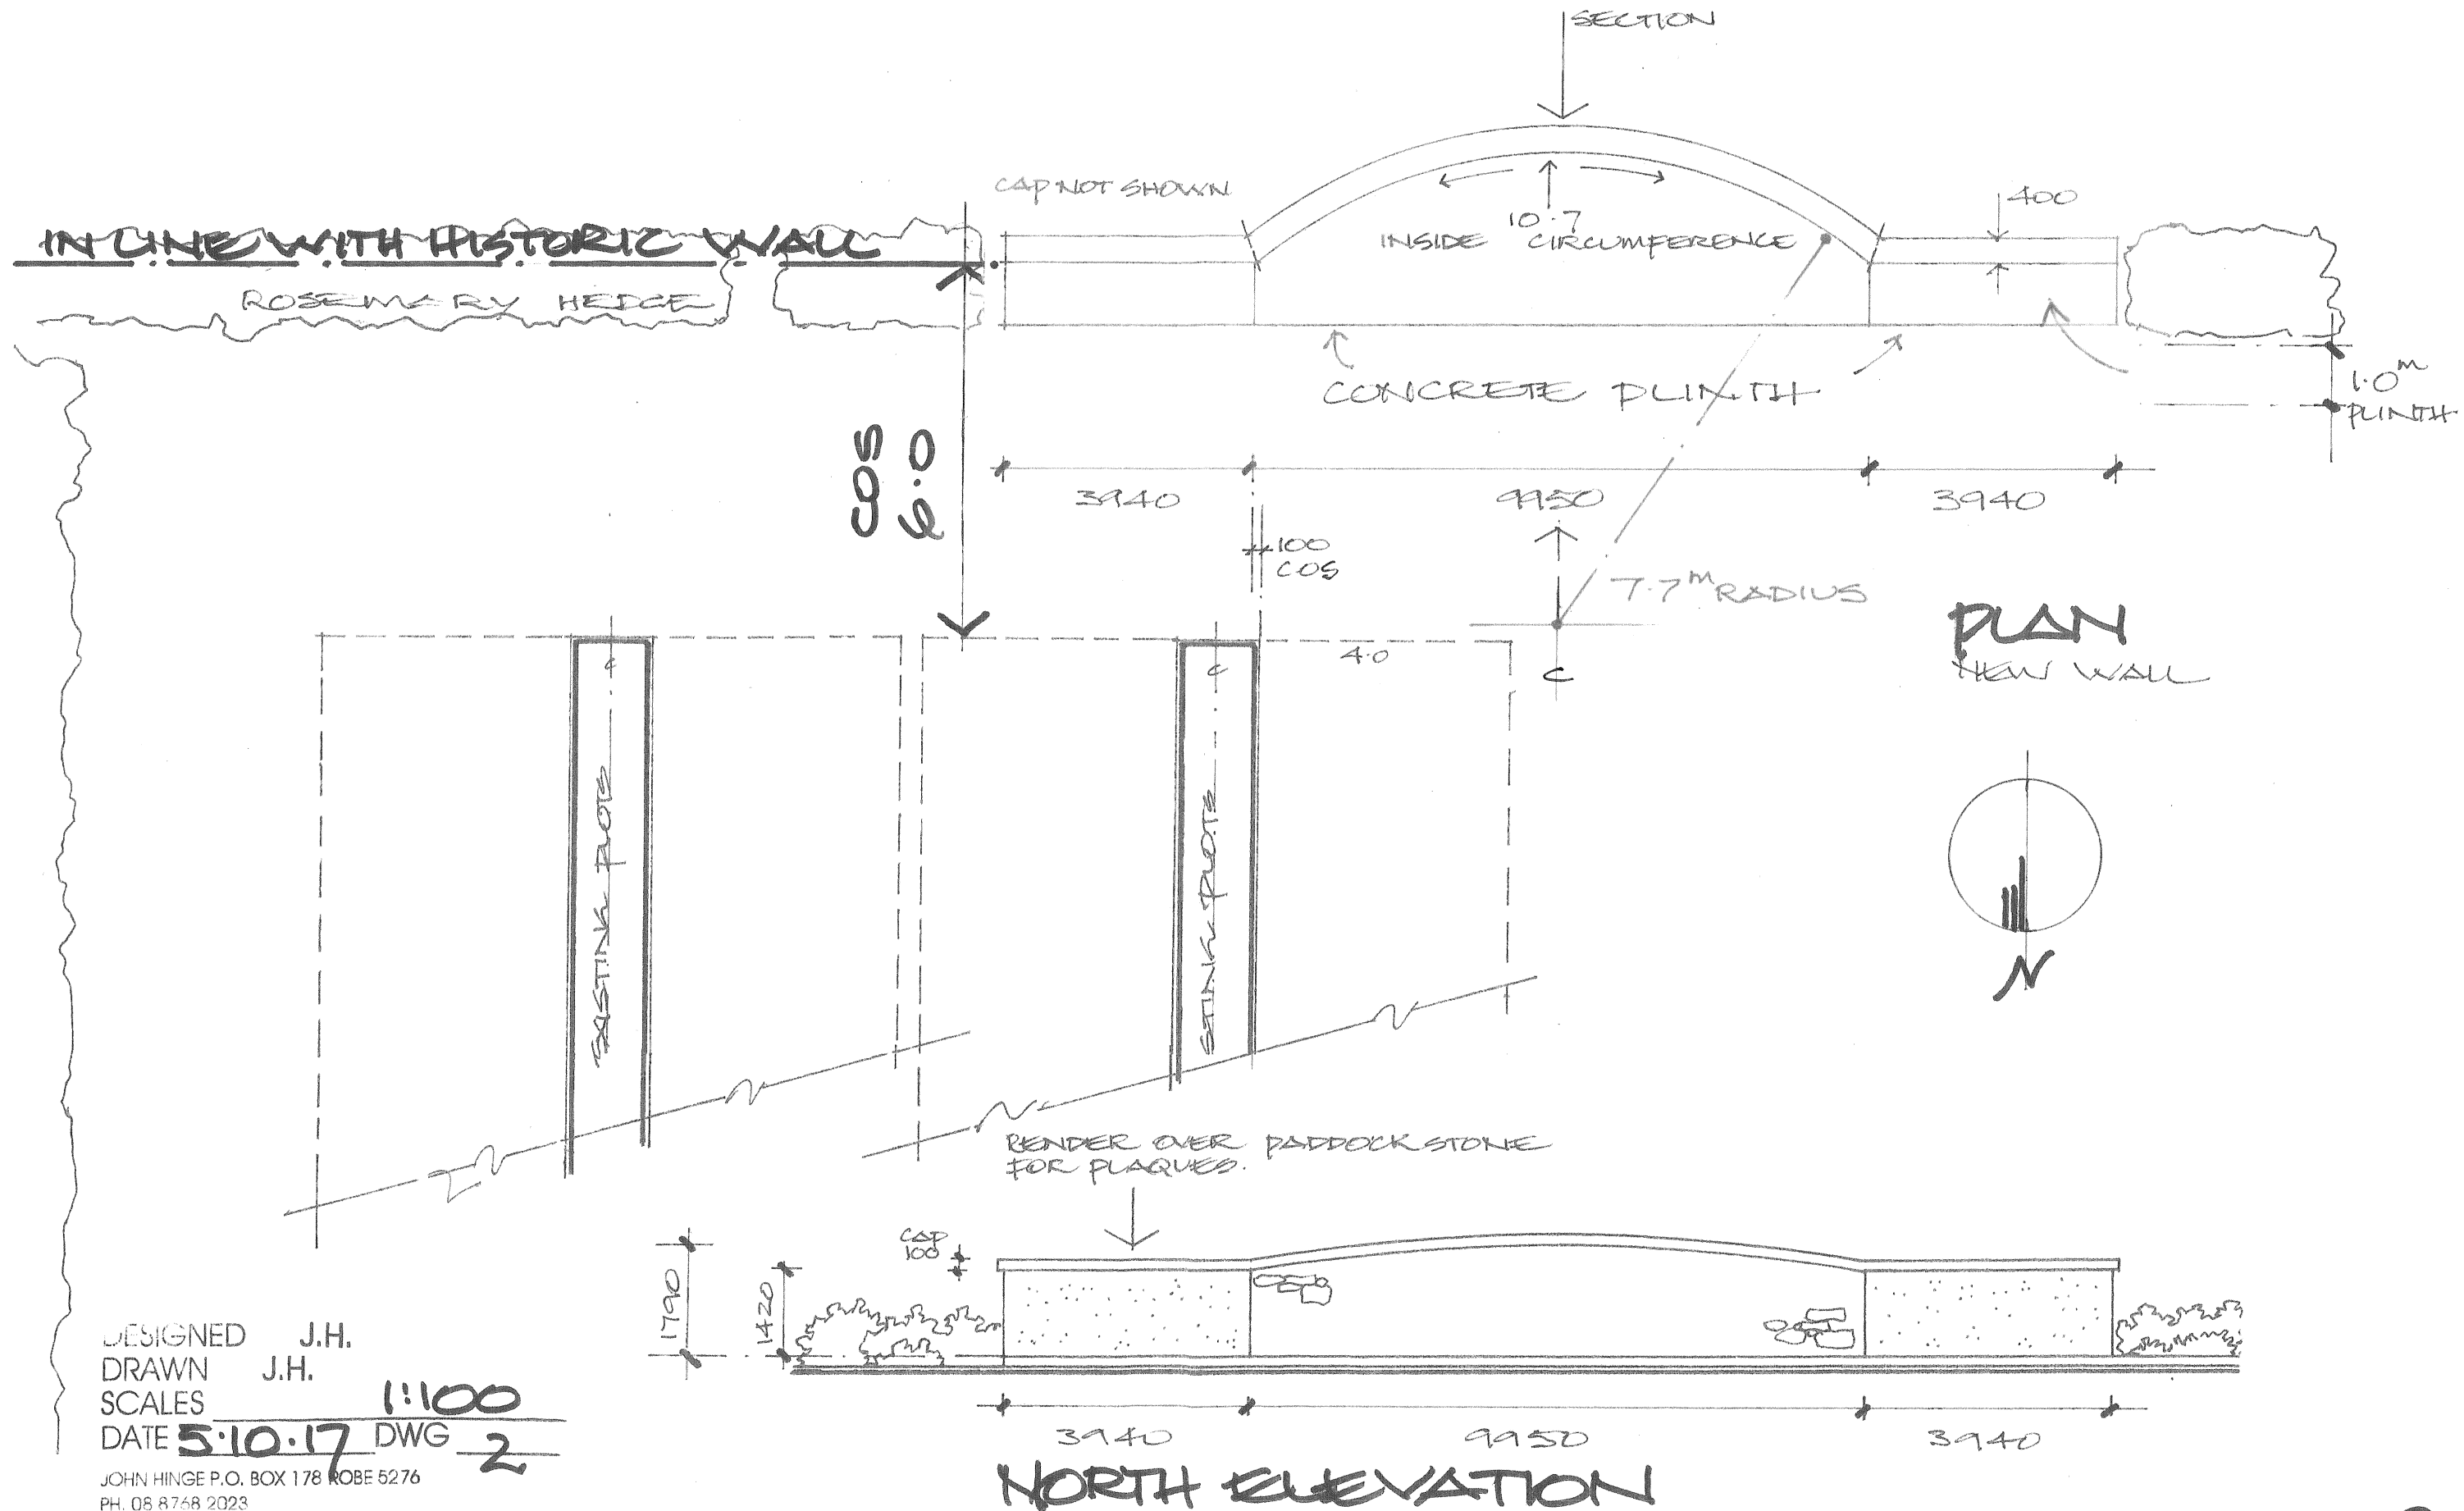 SECTION
CAP NOT SHOWN
400
IN LINE WITH HISTORIC WALL
10.7
INSIDE CIRCUMFERENCE
ROSEMARY HEDGE
CONCRETE PLINTH
1.0m
PLINTH
COS
6.0
3940
9950
3940
100
COS
7.7m RADIUS
PLAN
NEW WALL
4.0
C
C
C
EXISTING PLOTS
STING PLOTS
N
RENDER OVER PADDOCK STONE
FOR PLAQUES.
CAP
100
1790
1420
DESIGNED J.H.
DRAWN J.H.
SCALES 1:100
DATE 5.10.17 DWG 2
JOHN HINGE P.O. BOX 178 ROBE 5276
PH. 08 8768 2023
3940
9950
3940
NORTH ELEVATION